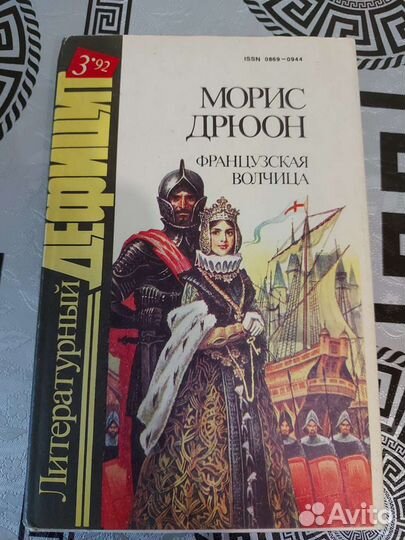 3·92
ISSN 0869-0944
МОРИС
ДРЮОН
ФРАНЦУЗСКАЯ
ВОЛЧИЦА
Литературный
ДЕФИЦИТ
Avito